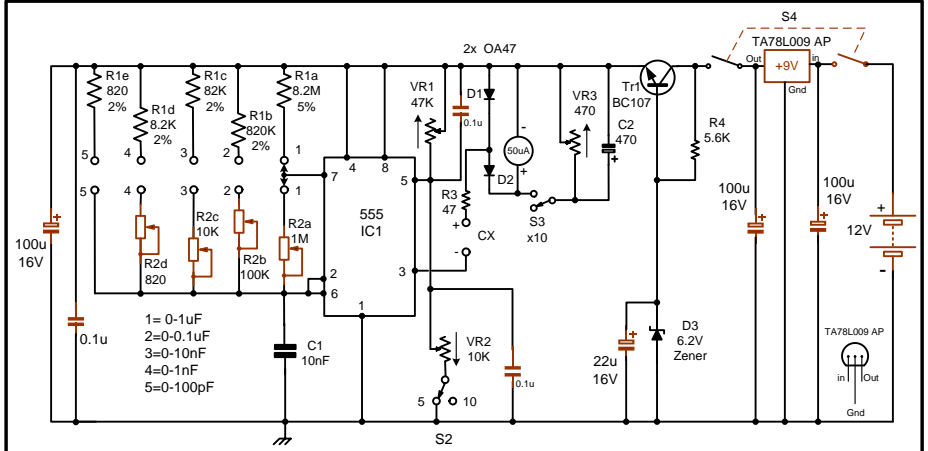 S4
2x OA47
TA78L009 AP
Out
+9V
in
Gnd
R1e
820
2%
R1d
8.2K
2%
R1c
82K
2%
R1b
820K
2%
R1a
8.2M
5%
VR1
47K
0.1u
D1
D2
50uA
-
+
VR3
470
C2
470
+
Tr1
BC107
R4
5.6K
5
4
3
2
1
5
4
3
2
1
7
4
8
5
3
2
6
1
555
IC1
R3
47
+
CX
-
S3
x10
100u
16V
+
100u
16V
+
100u
16V
+
+
12V
-
R2d
820
R2c
10K
R2b
100K
R2a
1M
0.1u
1= 0-1uF
2=0-0.1uF
3=0-10nF
4=0-1nF
5=0-100pF
C1
10nF
VR2
10K
0.1u
5
10
S2
22u
16V
+
D3
6.2V
Zener
TA78L009 AP
in
Out
Gnd